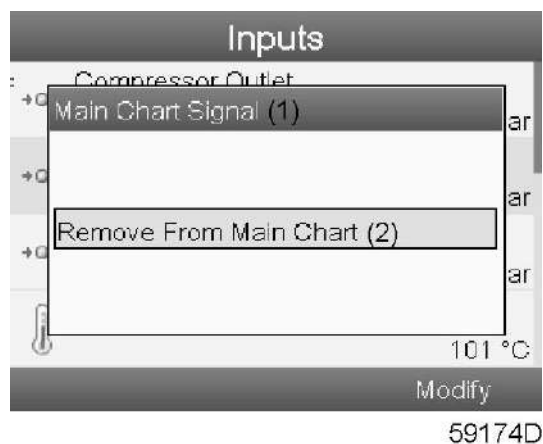 Inputs
Compressor Outlet
Main Chart Signal (1)
ar
ar
Remove From Main Chart (2)
ar
101 °C
Modify
59174D